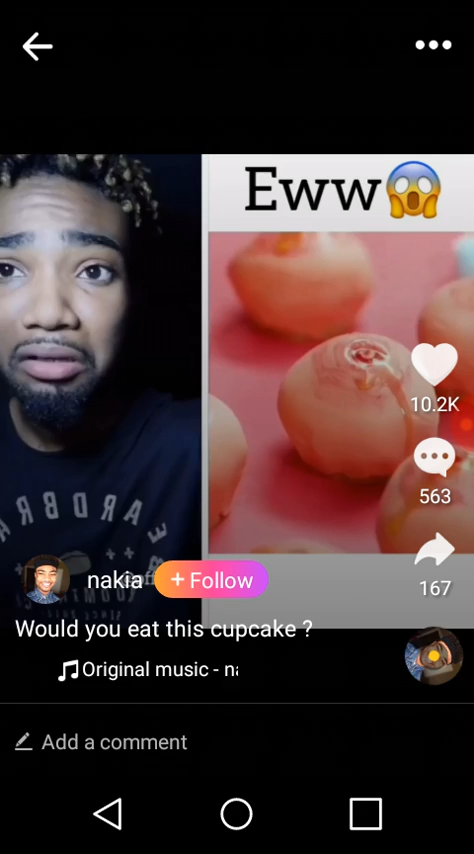 Eww😱
10.2K
563
167
nakia
+ Follow
Would you eat this cupcake ?
Original music - na
Add a comment